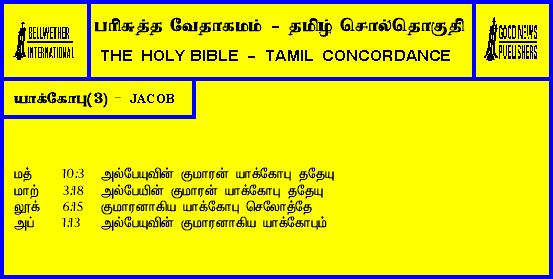 BELLWETHER
INTERNATIONAL
பரிசுத்த வேதாகமம் - தமிழ் சொல்தொகுதி
THE HOLY BIBLE - TAMIL CONCORDANCE
GOOD NEWS
PUBLISHERS
யாக்கோபு(3) - JACOB
மத் 10:3 அல்பேயுவின் குமாரன் யாக்கோபு ததேயு
மாற் 3:18 அல்பேயின் குமாரன் யாக்கோபு ததேயு
லூக் 6:15 குமாரனாகிய யாக்கோபு செலோத்தே
அப் 1:13 அல்பேயுவின் குமாரனாகிய யாக்கோபும்